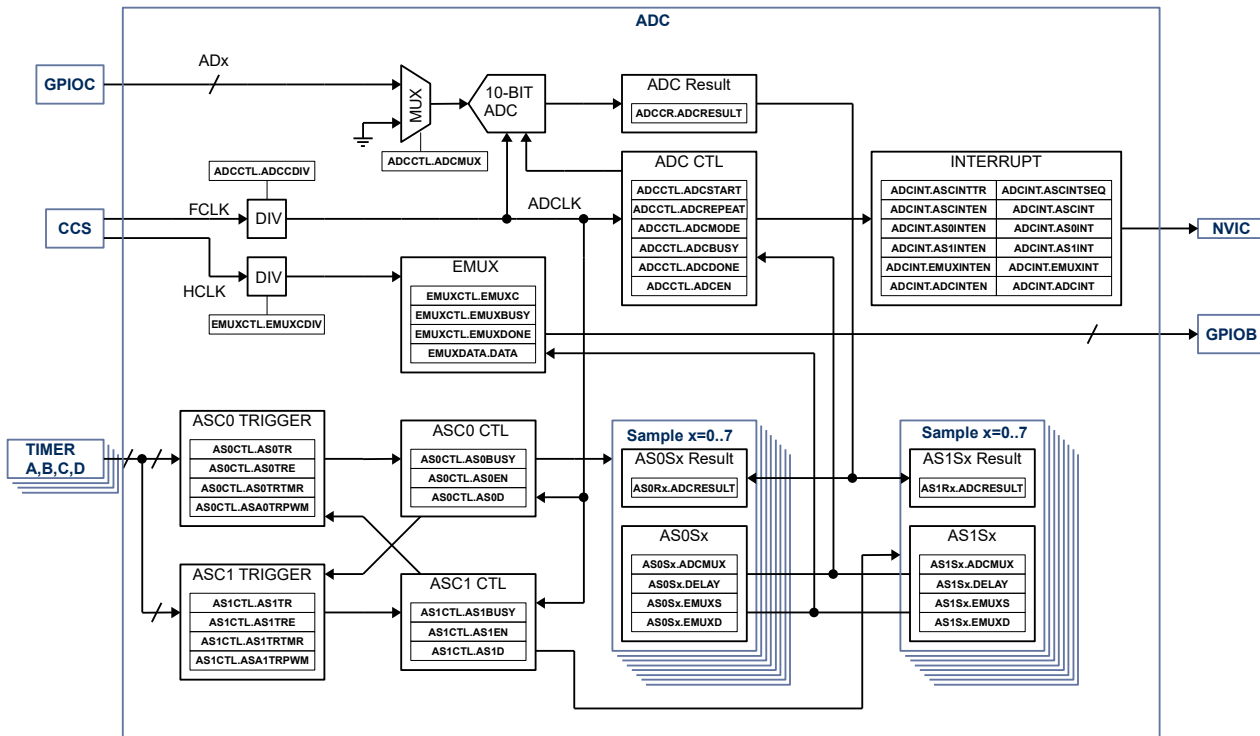 ADC
GPIOC
ADx
MUX
ADCCTL.ADCMUX
10-BIT
ADC
ADC Result
ADCCR.ADCRESULT
ADCCTL.ADCCDIV
CCS
FCLK
DIV
ADCLK
HCLK
DIV
EMUXCTL.EMUXCDIV
ADC CTL
ADCCTL.ADCSTART
ADCCTL.ADCREPEAT
ADCCTL.ADCMODE
ADCCTL.ADCBUSY
ADCCTL.ADCDONE
ADCCTL.ADCEN
INTERRUPT
ADCINT.ASCINTTR ADCINT.ASCINTSEQ
ADCINT.ASCINTEN ADCINT.ASCINT
ADCINT.AS0INTEN ADCINT.AS0INT
ADCINT.AS1INTEN ADCINT.AS1INT
ADCINT.EMUXINTEN ADCINT.EMUXINT
ADCINT.ADCINTEN ADCINT.ADCINT
NVIC
EMUX
EMUXCTL.EMUXC
EMUXCTL.EMUXBUSY
EMUXCTL.EMUXDONE
EMUXDATA.DATA
GPIOB
TIMER
A,B,C,D
ASC0 TRIGGER
AS0CTL.AS0TR
AS0CTL.AS0TRE
AS0CTL.AS0TRTMR
AS0CTL.ASA0TRPWM
ASC0 CTL
AS0CTL.AS0BUSY
AS0CTL.AS0EN
AS0CTL.AS0D
ASC1 TRIGGER
AS1CTL.AS1TR
AS1CTL.AS1TRE
AS1CTL.AS1TRTMR
AS1CTL.ASA1TRPWM
ASC1 CTL
AS1CTL.AS1BUSY
AS1CTL.AS1EN
AS1CTL.AS1D
Sample x=0..7
AS0Sx Result
AS0Rx.ADCRESULT
AS0Sx
AS0Sx.ADCMUX
AS0Sx.DELAY
AS0Sx.EMUXS
AS0Sx.EMUXD
Sample x=0..7
AS1Sx Result
AS1Rx.ADCRESULT
AS1Sx
AS1Sx.ADCMUX
AS1Sx.DELAY
AS1Sx.EMUXS
AS1Sx.EMUXD